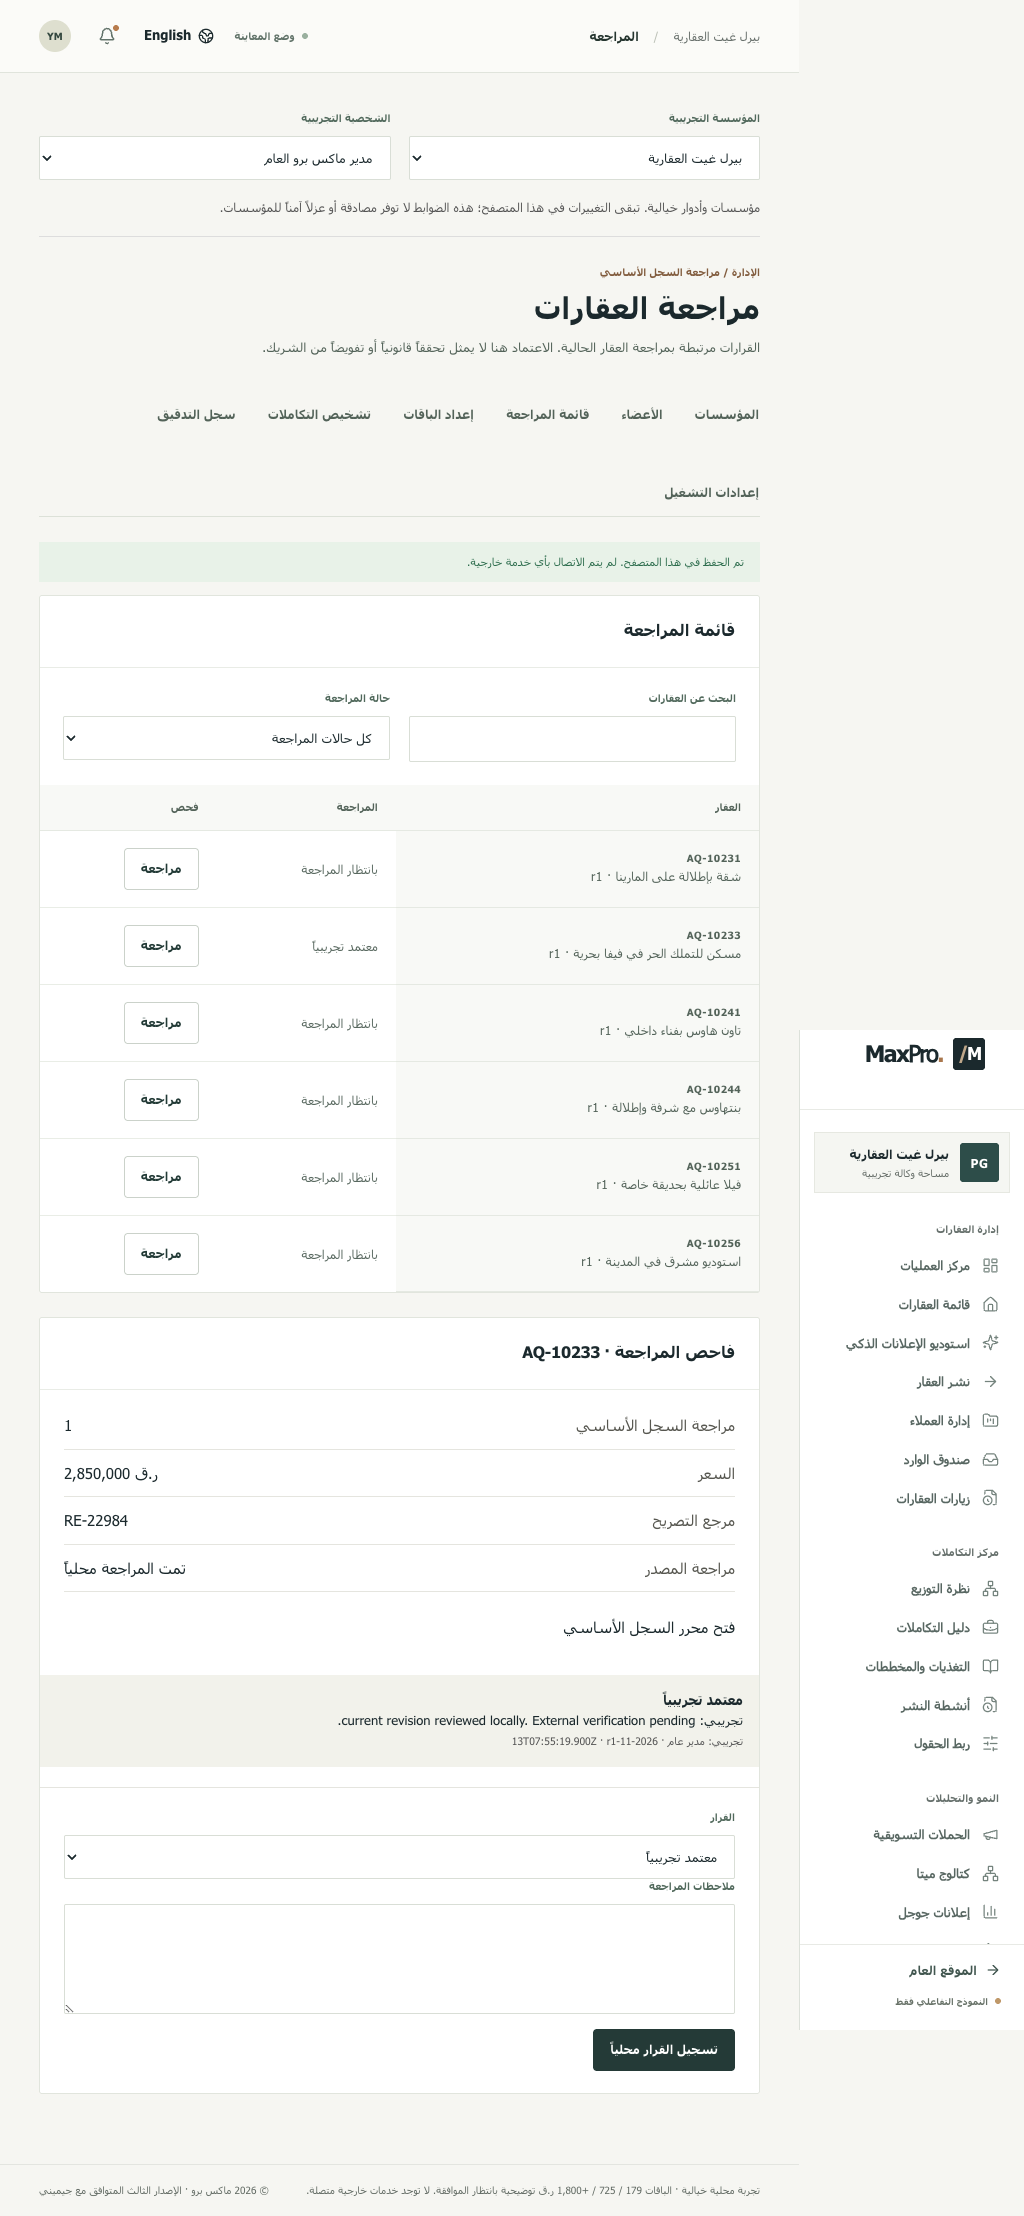 بيرل غيت العقارية / المراجعة
وضع المعاينة
English
YM
المؤسسة التجريبية
بيرل غيت العقارية
الشخصية التجريبية
مدير ماكس برو العام
مؤسسات وأدوار خيالية. تبقى التغييرات في هذا المتصفح؛ هذه الضوابط لا توفر مصادقة أو عزلاً آمناً للمؤسسات.
الإدارة / مراجعة السجل الأساسي
مراجعة العقارات
القرارات مرتبطة بمراجعة العقار الحالية. الاعتماد هنا لا يمثل تحققاً قانونياً أو تفويضاً من الشريك.
المؤسسات
الأعضاء
قائمة المراجعة
إعداد الباقات
تشخيص التكاملات
سجل التدقيق
إعدادات التشغيل
تم الحفظ في هذا المتصفح. لم يتم الاتصال بأي خدمة خارجية.
قائمة المراجعة
البحث عن العقارات
حالة المراجعة
كل حالات المراجعة
العقار المراجعة فحص
AQ-10231
شقة بإطلالة على المارينا · r1
بانتظار المراجعة
مراجعة
AQ-10233
مسكن للتملك الحر في فيفا بحرية · r1
معتمد تجريبياً
مراجعة
AQ-10241
تاون هاوس بفناء داخلي · r1
بانتظار المراجعة
مراجعة
AQ-10244
بنتهاوس مع شرفة وإطلالة · r1
بانتظار المراجعة
مراجعة
AQ-10251
فيلا عائلية بحديقة خاصة · r1
بانتظار المراجعة
مراجعة
AQ-10256
استوديو مشرق في المدينة · r1
بانتظار المراجعة
مراجعة
فاحص المراجعة · AQ-10233
مراجعة السجل الأساسي 1
السعر 2,850,000 ر.ق
مرجع التصريح RE-22984
مراجعة المصدر تمت المراجعة محلياً
فتح محرر السجل الأساسي
معتمد تجريبياً
تجريبي: current revision reviewed locally. External verification pending.
تجريبي: مدير عام · 2026-11-13T07:55:19.900Z · r1
القرار
معتمد تجريبياً
ملاحظات المراجعة
تسجيل القرار محلياً
تجربة محلية خيالية · الباقات 179 / 725 / +1,800 ر.ق توضيحية بانتظار الموافقة. لا توجد خدمات خارجية متصلة.
© 2026 ماكس برو · الإصدار الثالث المتوافق مع جيميني
/M MaxPro.
PG
بيرل غيت العقارية
مساحة وكالة تجريبية
إدارة العقارات
مركز العمليات
قائمة العقارات
استوديو الإعلانات الذكي
نشر العقار
إدارة العملاء
صندوق الوارد
زيارات العقارات
مركز التكاملات
نظرة التوزيع
دليل التكاملات
التغذيات والمخططات
أنشطة النشر
ربط الحقول
النمو والتحليلات
الحملات التسويقية
كتالوج ميتا
إعلانات جوجل
الموقع العام
النموذج التفاعلي فقط